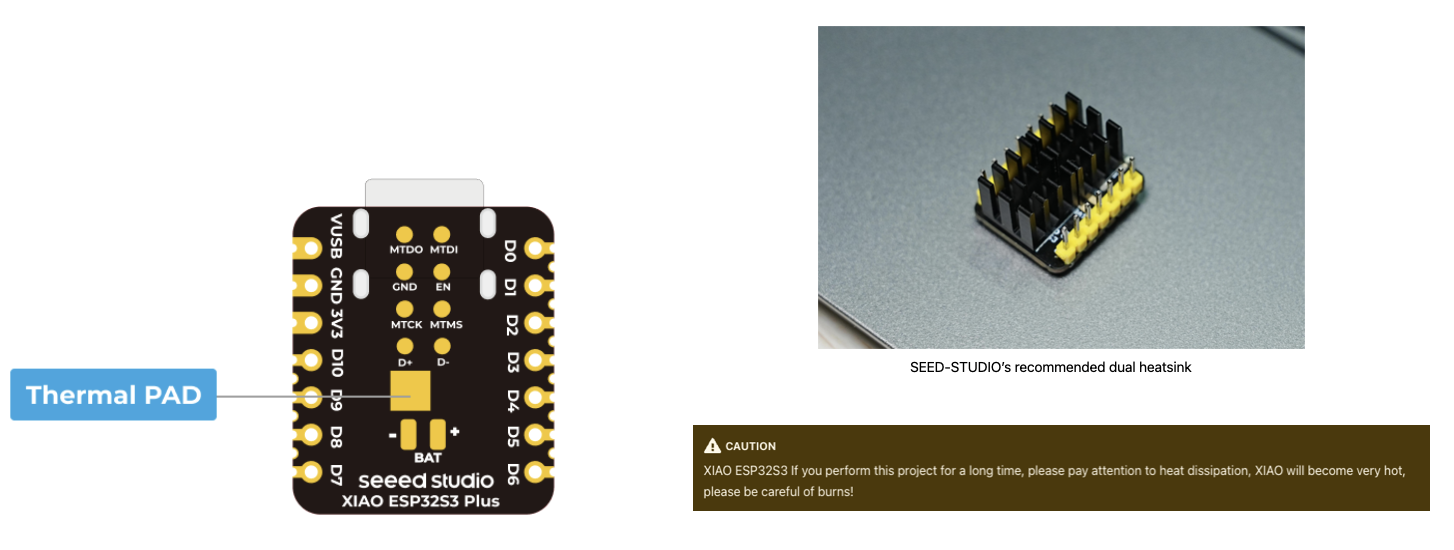 Thermal PAD
VUSB
GND
3V3
D10
D9
D8
D7
MTDO MTDI
GND EN
MTCK MTMS
D+ D-
- +
BAT
D0
D1
D2
D3
D4
D5
D6
seeed studio
XIAO ESP32S3 Plus
SEED-STUDIO's recommended dual heatsink
CAUTION
XIAO ESP32S3 If you perform this project for a long time, please pay attention to heat dissipation, XIAO will become very hot,
please be careful of burns!